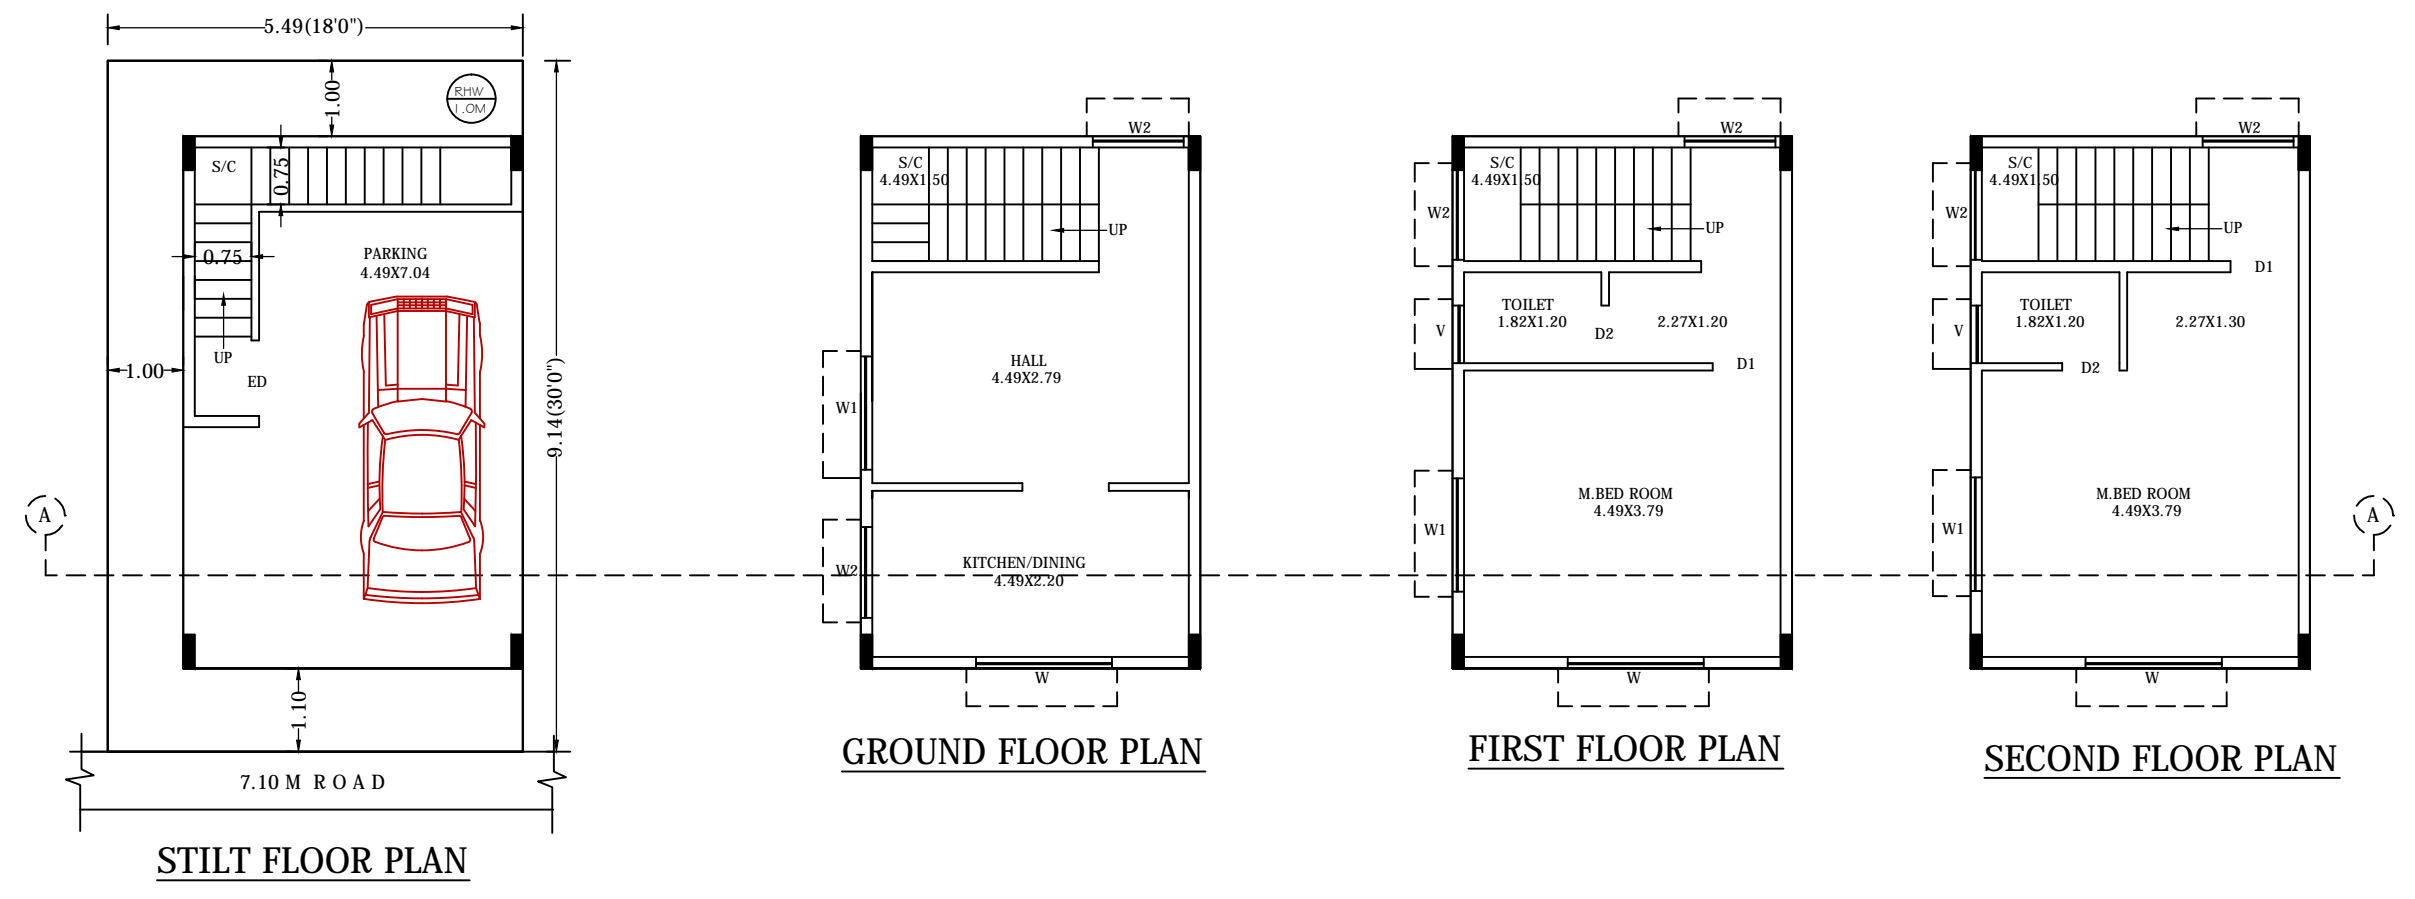 5.49(18'0")
1.00
RHW
1.OM
S/C
0.75
0.75
PARKING
4.49X7.04
UP
ED
1.00
9.14(30'0")
A
1.10
7.10 M ROAD
STILT FLOOR PLAN
W2
S/C
4.49X1.50
UP
HALL
4.49X2.79
W1
KITCHEN/DINING
4.49X2.20
W2
W
GROUND FLOOR PLAN
W2
S/C
4.49X1.50
W2
UP
TOILET
1.82X1.20
V
D2
2.27X1.20
D1
M.BED ROOM
4.49X3.79
W1
W
FIRST FLOOR PLAN
W2
S/C
4.49X1.50
W2
UP
D1
TOILET
1.82X1.20
V
2.27X1.30
D2
M.BED ROOM
4.49X3.79
W1
A
W
SECOND FLOOR PLAN